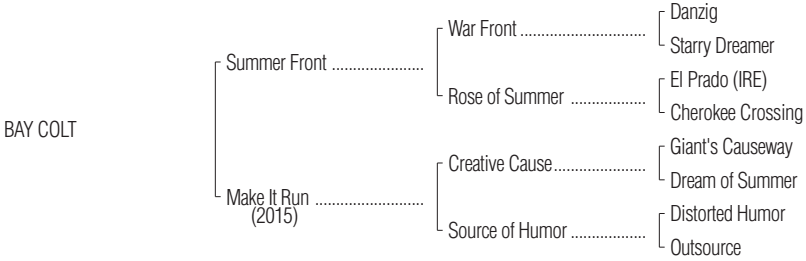 BAY COLT
Summer Front ......................
Make It Run ..........................
(2015)
War Front ..............................
Rose of Summer ..................
Creative Cause......................
Source of Humor ..................
Danzig
Starry Dreamer
El Prado (IRE)
Cherokee Crossing
Giant's Causeway
Dream of Summer
Distorted Humor
Outsource